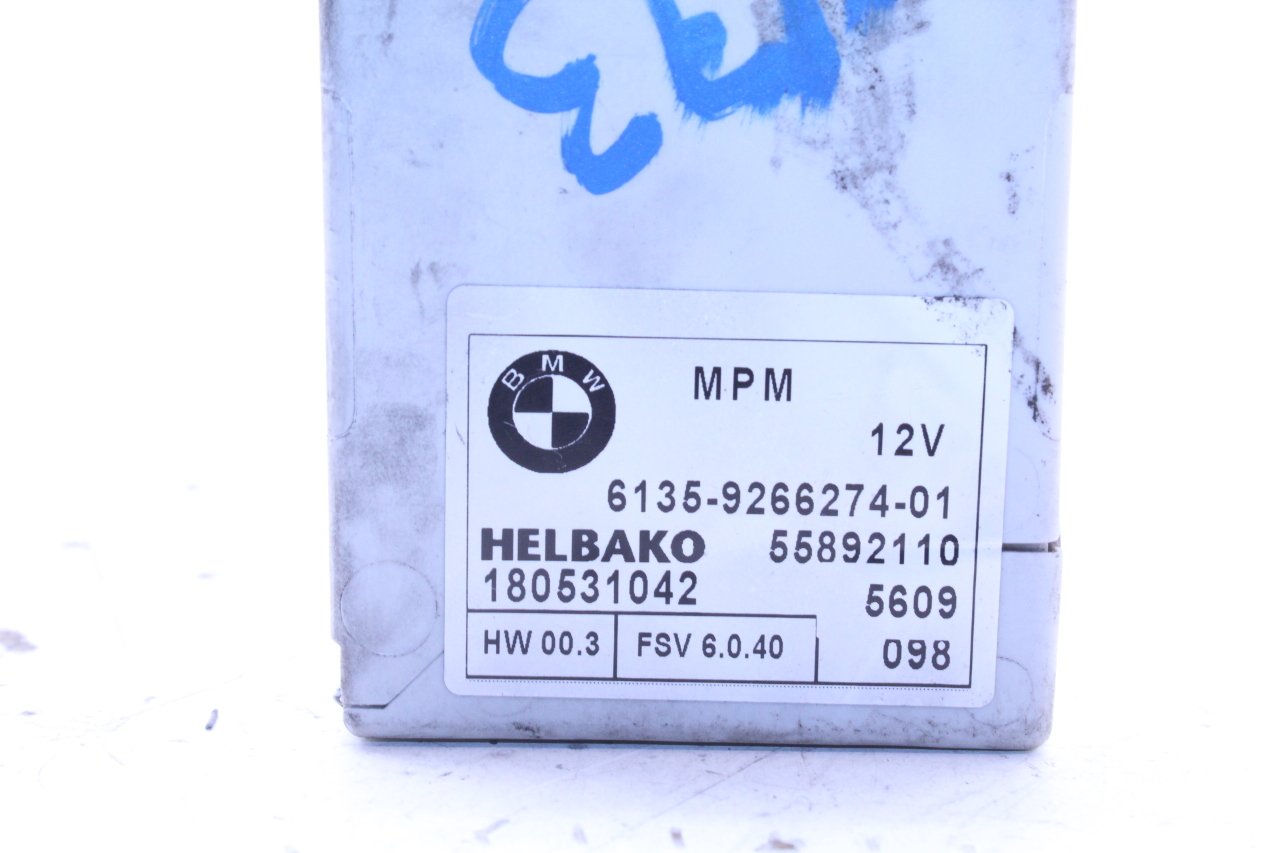 BMW
MPM
12V
6135-9266274-01
HELBAKO 55892110
180531042 5609
HW 00.3 FSV 6.0.40 098